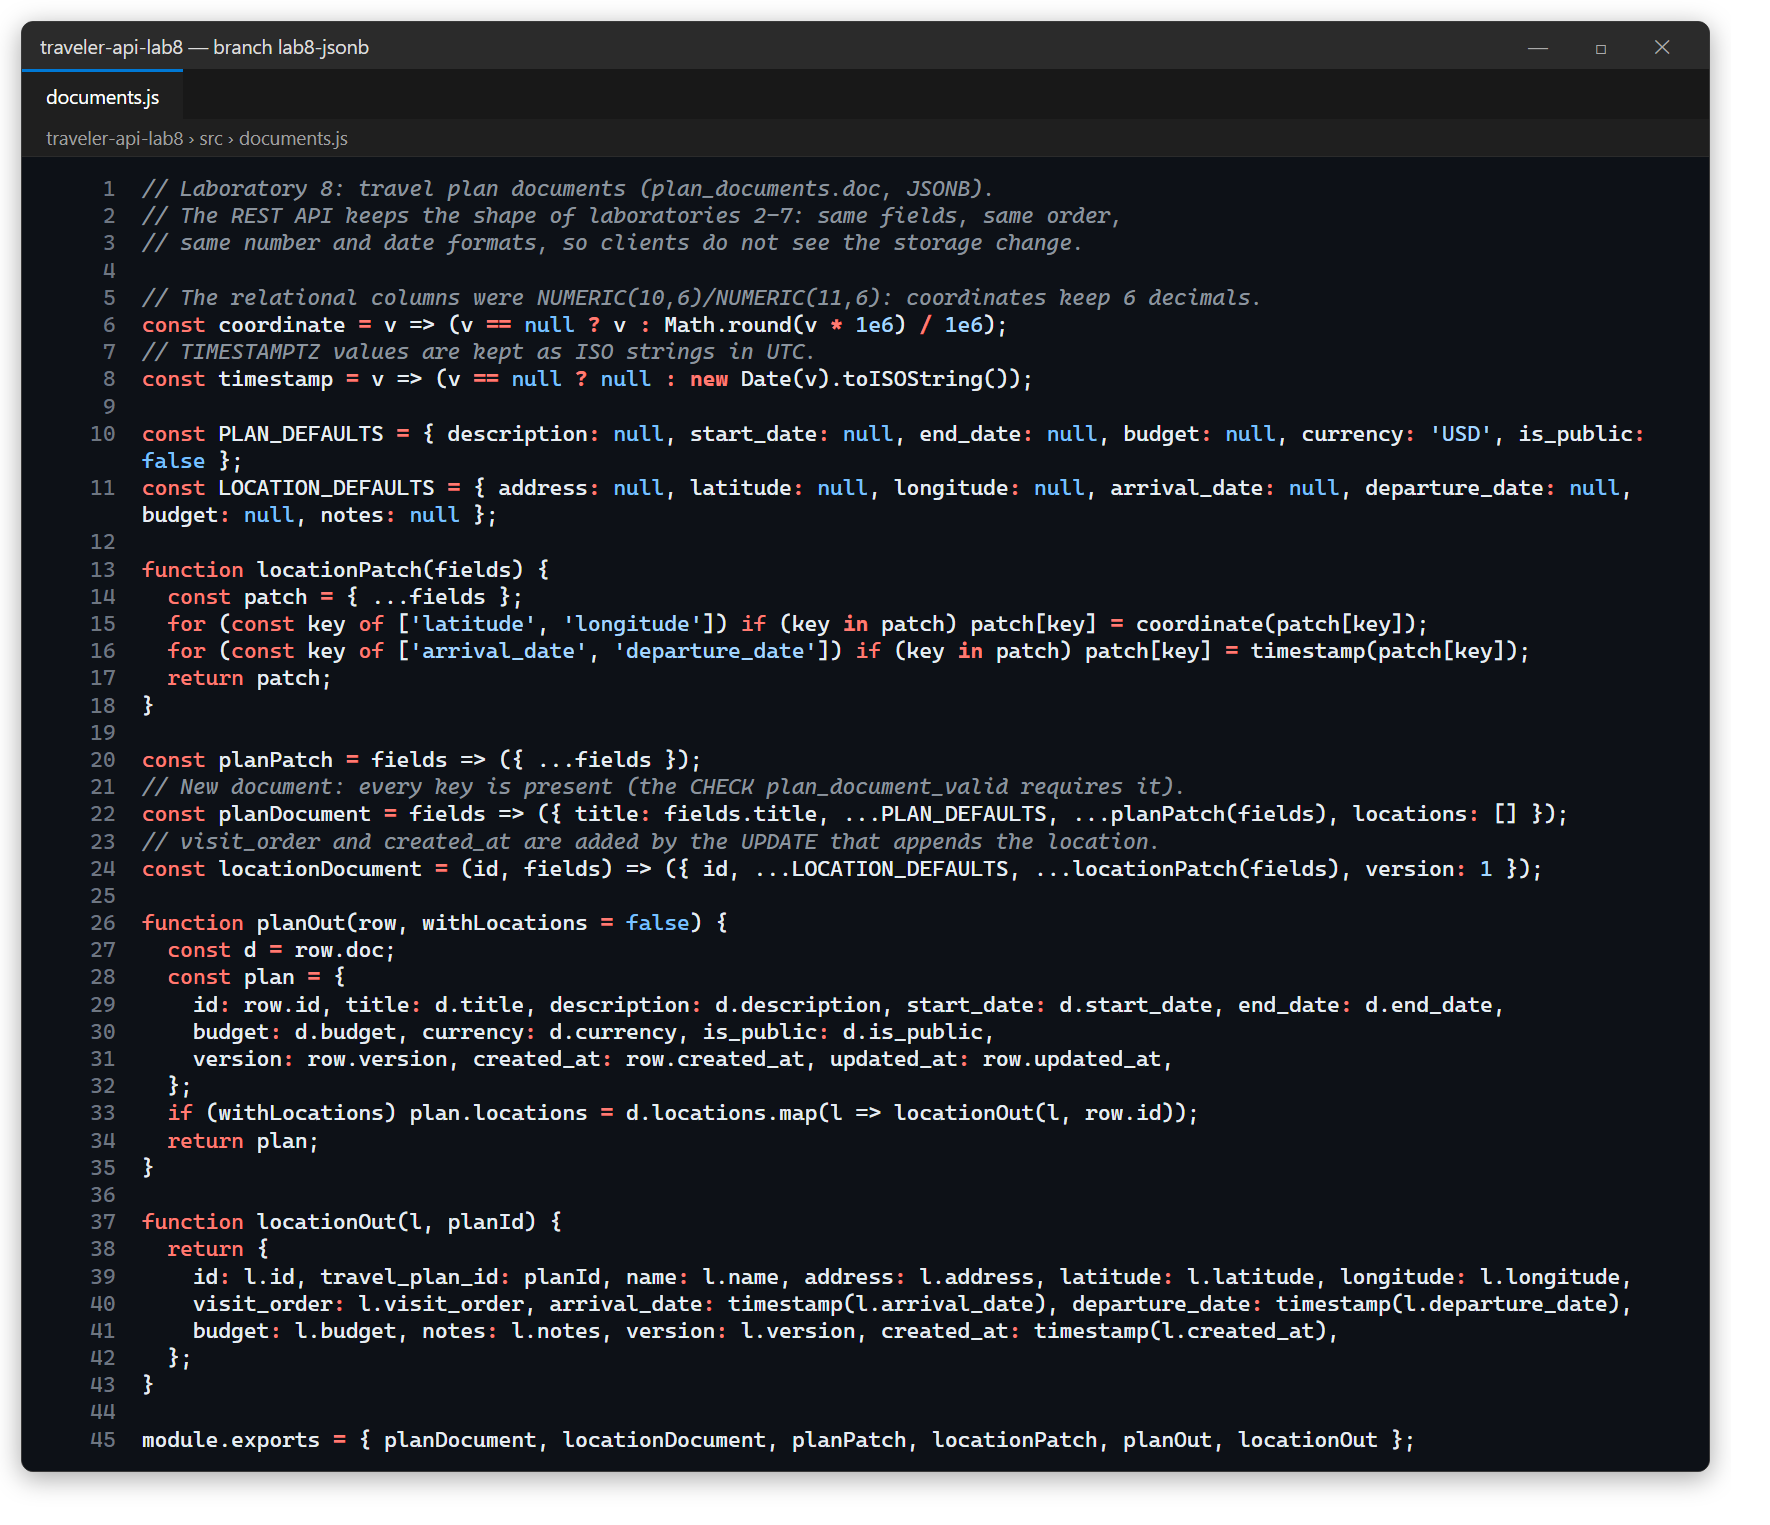 traveler-api-lab8 — branch lab8-jsonb
documents.js
traveler-api-lab8 › src › documents.js
1 // Laboratory 8: travel plan documents (plan_documents.doc, JSONB).
2 // The REST API keeps the shape of laboratories 2–7: same fields, same order,
3 // same number and date formats, so clients do not see the storage change.
4
5 // The relational columns were NUMERIC(10,6)/NUMERIC(11,6): coordinates keep 6 decimals.
6 const coordinate = v => (v == null ? v : Math.round(v * 1e6) / 1e6);
7 // TIMESTAMPTZ values are kept as ISO strings in UTC.
8 const timestamp = v => (v == null ? null : new Date(v).toISOString());
9
10 const PLAN_DEFAULTS = { description: null, start_date: null, end_date: null, budget: null, currency: 'USD', is_public:
false };
11 const LOCATION_DEFAULTS = { address: null, latitude: null, longitude: null, arrival_date: null, departure_date: null,
budget: null, notes: null };
12
13 function locationPatch(fields) {
14   const patch = { ...fields };
15   for (const key of ['latitude', 'longitude']) if (key in patch) patch[key] = coordinate(patch[key]);
16   for (const key of ['arrival_date', 'departure_date']) if (key in patch) patch[key] = timestamp(patch[key]);
17   return patch;
18 }
19
20 const planPatch = fields => ({ ...fields });
21 // New document: every key is present (the CHECK plan_document_valid requires it).
22 const planDocument = fields => ({ title: fields.title, ...PLAN_DEFAULTS, ...planPatch(fields), locations: [] });
23 // visit_order and created_at are added by the UPDATE that appends the location.
24 const locationDocument = (id, fields) => ({ id, ...LOCATION_DEFAULTS, ...locationPatch(fields), version: 1 });
25
26 function planOut(row, withLocations = false) {
27   const d = row.doc;
28   const plan = {
29     id: row.id, title: d.title, description: d.description, start_date: d.start_date, end_date: d.end_date,
30     budget: d.budget, currency: d.currency, is_public: d.is_public,
31     version: row.version, created_at: row.created_at, updated_at: row.updated_at,
32   };
33   if (withLocations) plan.locations = d.locations.map(l => locationOut(l, row.id));
34   return plan;
35 }
36
37 function locationOut(l, planId) {
38   return {
39     id: l.id, travel_plan_id: planId, name: l.name, address: l.address, latitude: l.latitude, longitude: l.longitude,
40     visit_order: l.visit_order, arrival_date: timestamp(l.arrival_date), departure_date: timestamp(l.departure_date),
41     budget: l.budget, notes: l.notes, version: l.version, created_at: timestamp(l.created_at),
42   };
43 }
44
45 module.exports = { planDocument, locationDocument, planPatch, locationPatch, planOut, locationOut };